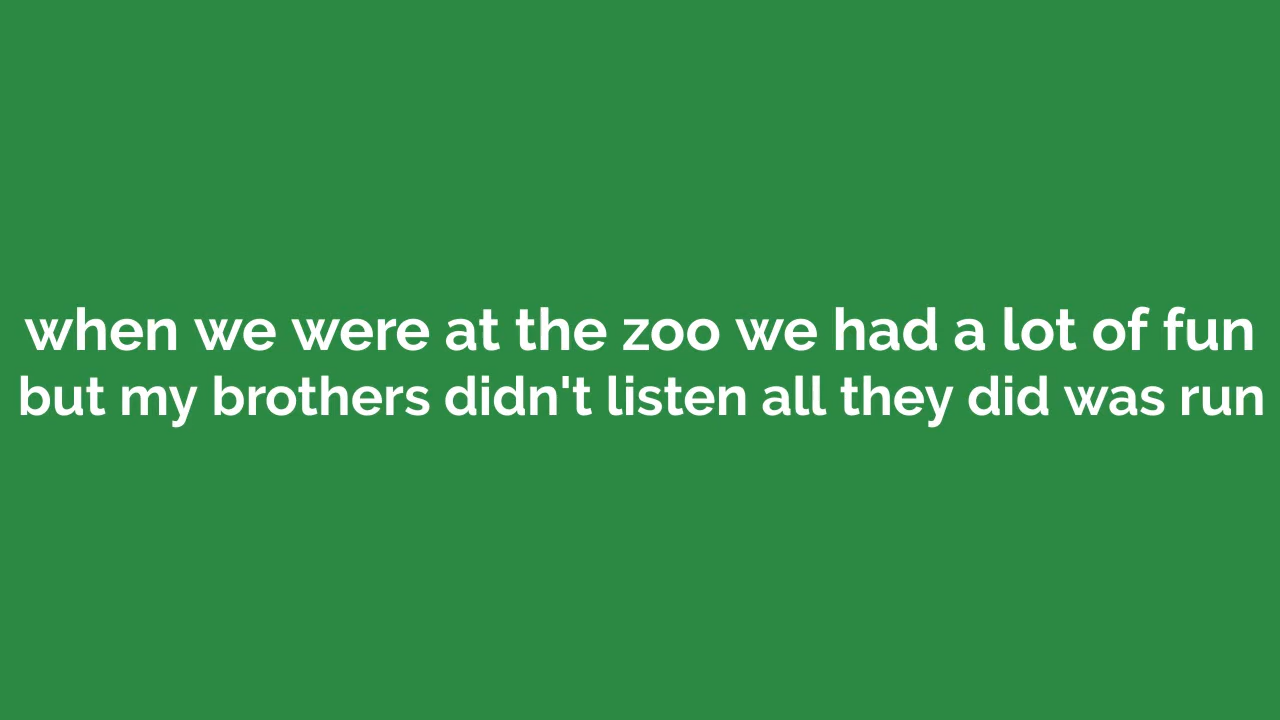 when we were at the zoo we had a lot of fun
but my brothers didn't listen all they did was run